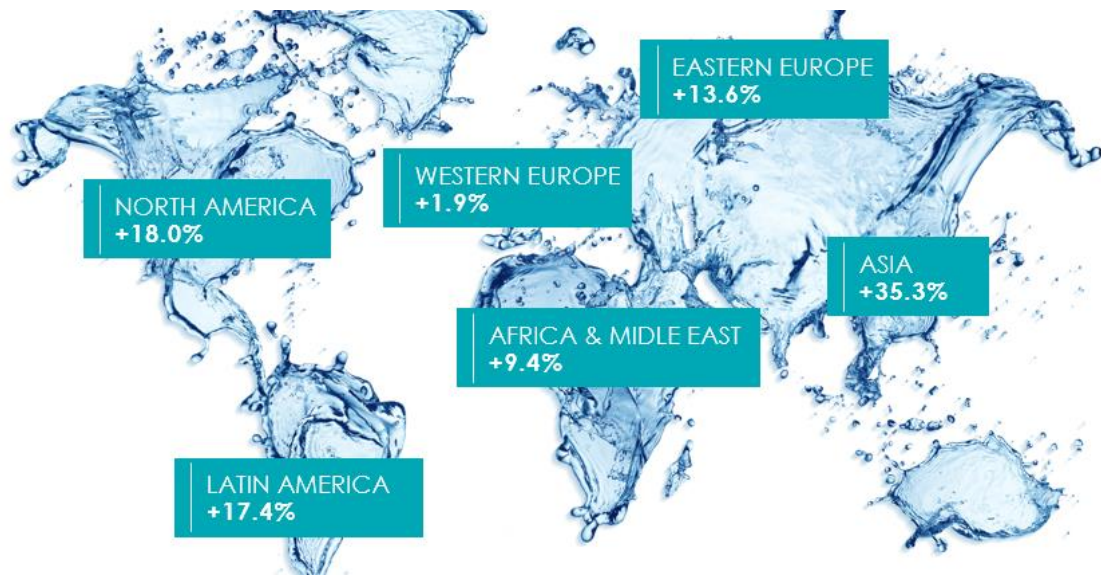 EASTERN EUROPE
+13.6%
WESTERN EUROPE
+1.9%
NORTH AMERICA
+18.0%
ASIA
+35.3%
AFRICA & MIDLE EAST
+9.4%
LATIN AMERICA
+17.4%